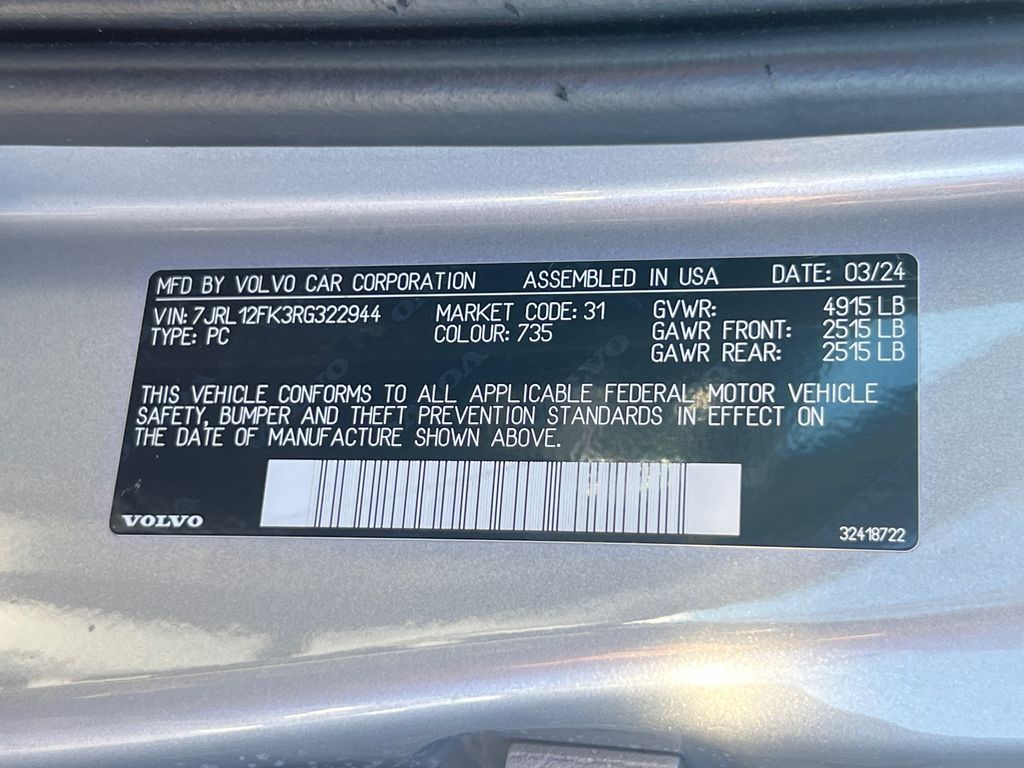 MFD BY VOLVO CAR CORPORATION ASSEMBLED IN USA DATE: 03/24
VIN: 7JRL12FK3RG322944 MARKET CODE: 31 GVWR: 4915 LB
TYPE: PC COLOUR: 735 GAWR FRONT: 2515 LB
GAWR REAR: 2515 LB
THIS VEHICLE CONFORMS TO ALL APPLICABLE FEDERAL MOTOR VEHICLE
SAFETY, BUMPER AND THEFT PREVENTION STANDARDS IN EFFECT ON
THE DATE OF MANUFACTURE SHOWN ABOVE.
VOLVO 32418722